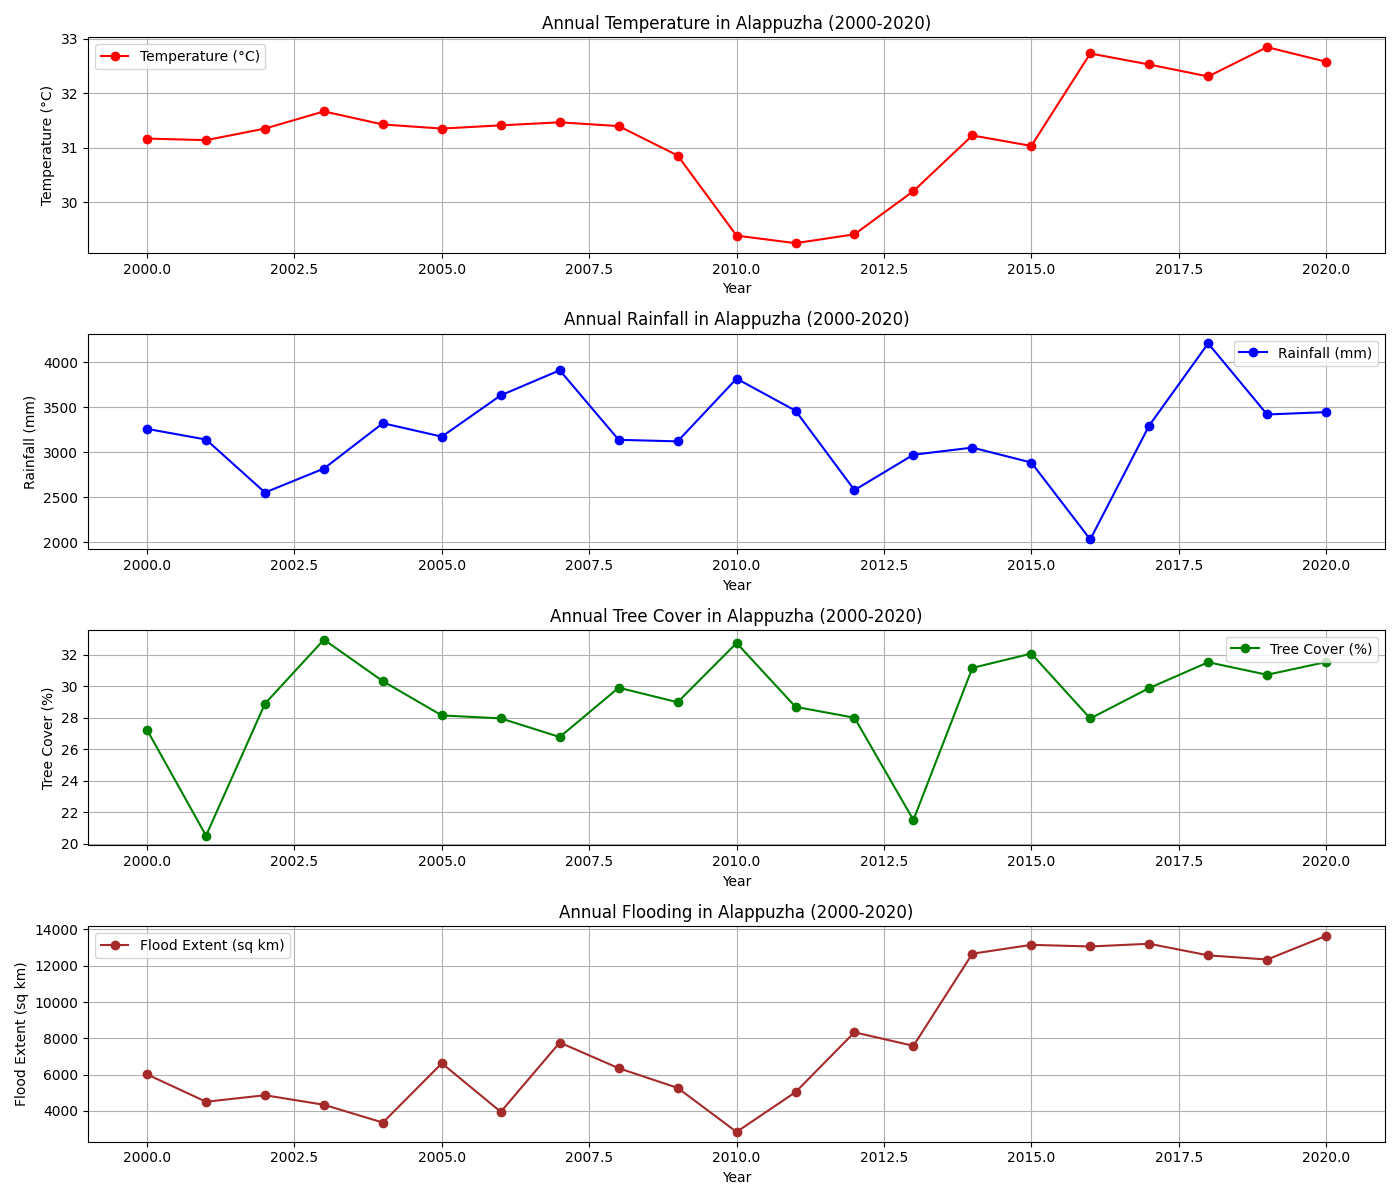 Annual Temperature in Alappuzha (2000-2020)
Temperature (°C)
Temperature (°C)
33
32
31
30
2000.0 2002.5 2005.0 2007.5 2010.0 2012.5 2015.0 2017.5 2020.0
Year
Annual Rainfall in Alappuzha (2000-2020)
Rainfall (mm)
Rainfall (mm)
4000
3500
3000
2500
2000
2000.0 2002.5 2005.0 2007.5 2010.0 2012.5 2015.0 2017.5 2020.0
Year
Annual Tree Cover in Alappuzha (2000-2020)
Tree Cover (%)
Tree Cover (%)
32
30
28
26
24
22
20
2000.0 2002.5 2005.0 2007.5 2010.0 2012.5 2015.0 2017.5 2020.0
Year
Annual Flooding in Alappuzha (2000-2020)
Flood Extent (sq km)
Flood Extent (sq km)
14000
12000
10000
8000
6000
4000
2000.0 2002.5 2005.0 2007.5 2010.0 2012.5 2015.0 2017.5 2020.0
Year